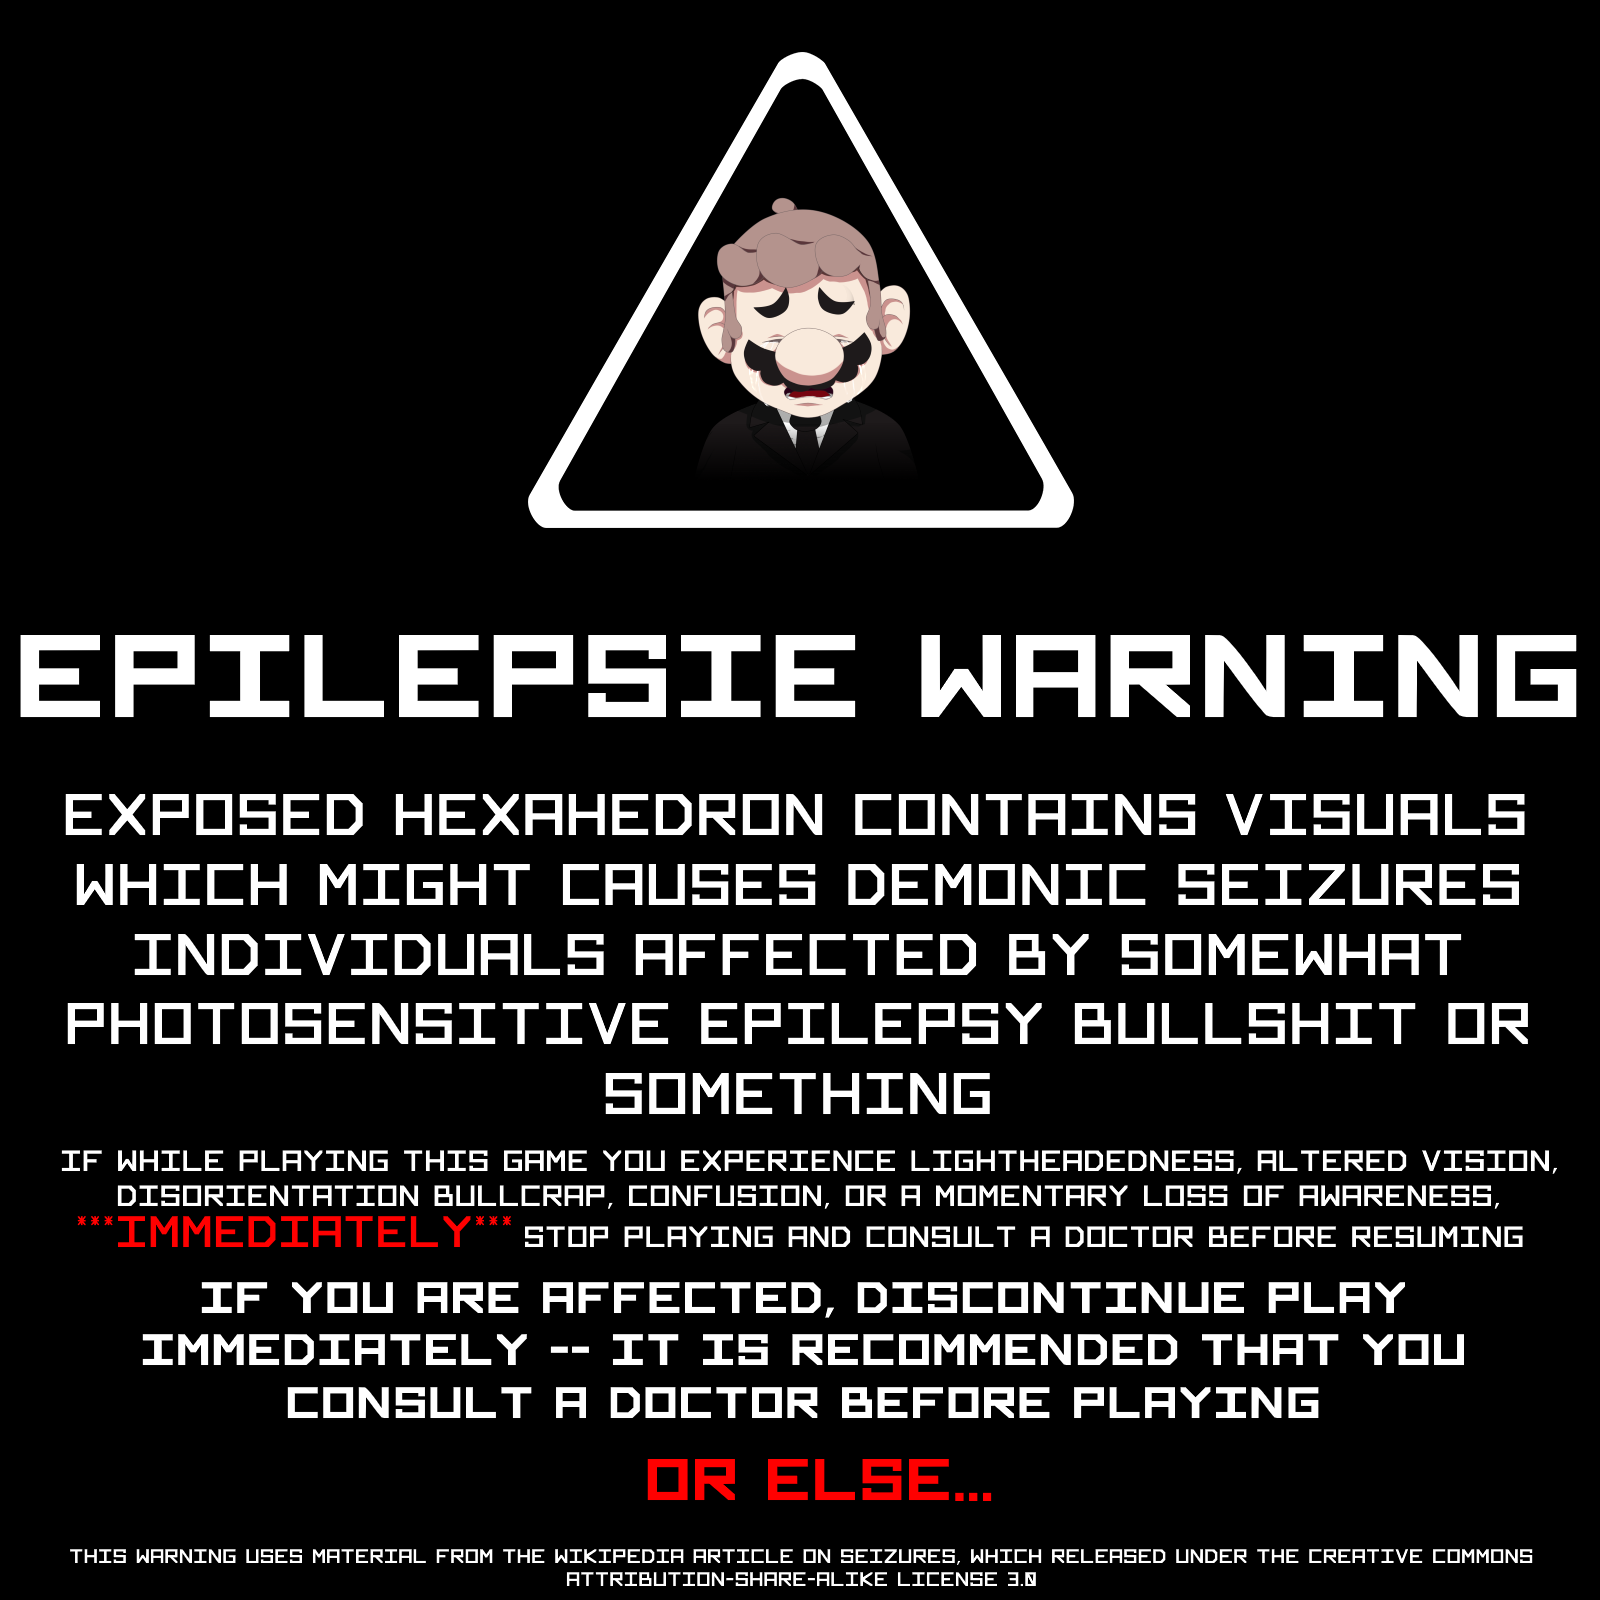 EPILEPSIE WARNING
EXPOSED HEXAHEDRON CONTAINS VISUALS
WHICH MIGHT CAUSES DEMONIC SEIZURES
INDIVIDUALS AFFECTED BY SOMEWHAT
PHOTOSENSITIVE EPILEPSY BULLSHIT OR
SOMETHING
IF WHILE PLAYING THIS GAME YOU EXPERIENCE LIGHTHEADEDNESS, ALTERED VISION,
DISORIENTATION BULLCRAP, CONFUSION, OR A MOMENTARY LOSS OF AWARENESS,
***IMMEDIATELY*** STOP PLAYING AND CONSULT A DOCTOR BEFORE RESUMING
IF YOU ARE AFFECTED, DISCONTINUE PLAY
IMMEDIATELY -- IT IS RECOMMENDED THAT YOU
CONSULT A DOCTOR BEFORE PLAYING
OR ELSE...
THIS WARNING USES MATERIAL FROM THE WIKIPEDIA ARTICLE ON SEIZURES, WHICH RELEASED UNDER THE CREATIVE COMMONS
ATTRIBUTION-SHARE-ALIKE LICENSE 3.0